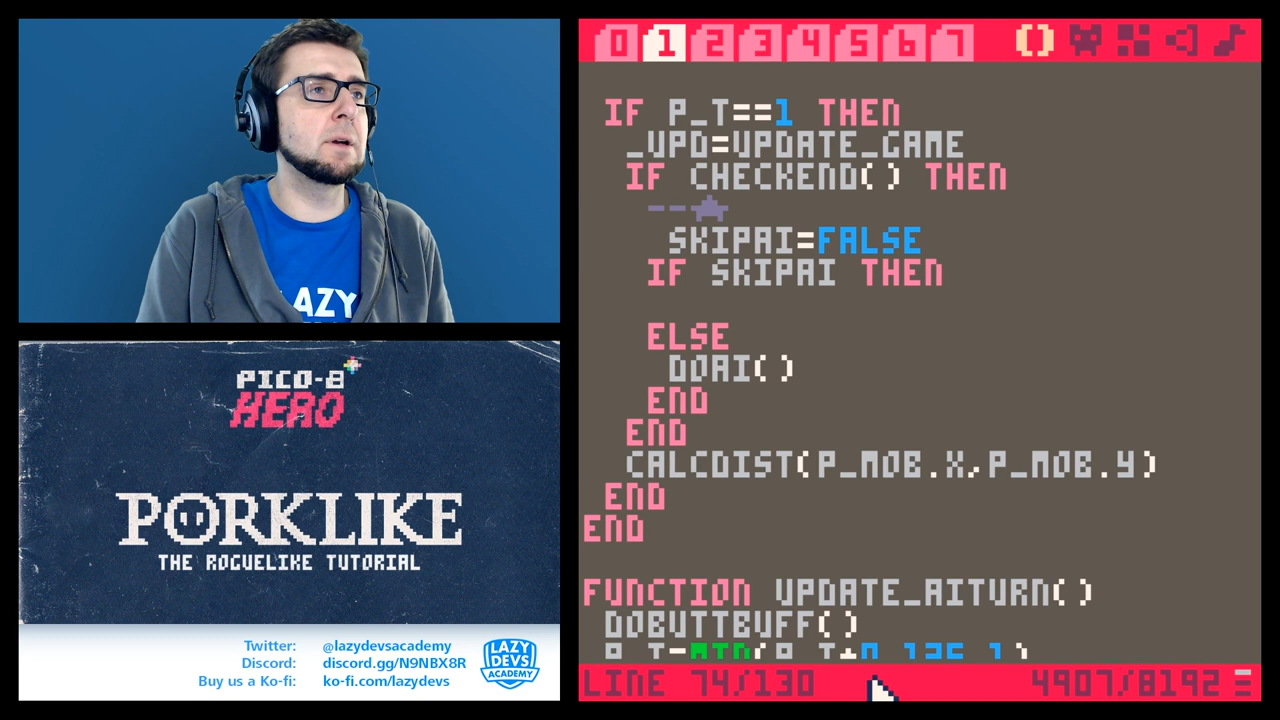 LAZY
PICO-8
HERO
PORKLIKE
THE ROGUELIKE TUTORIAL
Twitter: @lazydevsacademy
Discord: discord.gg/N9NBX8R
Buy us a Ko-fi: ko-fi.com/lazydevs
LAZY
DEVS
ACADEMY
0 1 2 3 4 5 6 7 ()
IF P_T==1 THEN
_UPD=UPDATE_GAME
IF CHECKEND() THEN
--
SKIPAI=FALSE
IF SKIPAI THEN
ELSE
DOAI()
END
END
CALCDIST(P_MOB.X,P_MOB.Y)
END
END
FUNCTION UPDATE_AITURN()
DOBUTTBUFF()
LINE 74/130 4907/8192